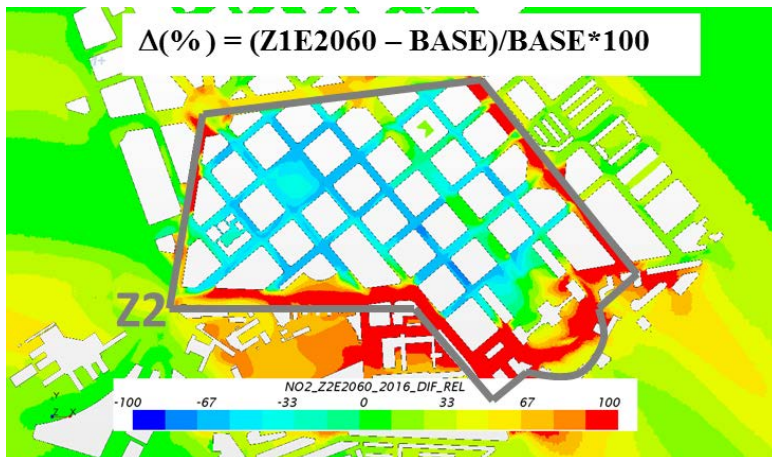 Δ(%) = (Z1E2060 – BASE)/BASE*100
Z2
NO2_Z2E2060_2016_DIF_REL
-100 -67 -33 0 33 67 100
Y
Z X